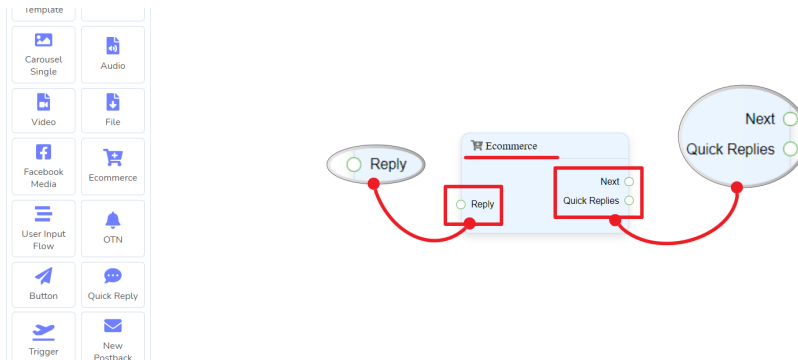 Template
Carousel
Single
Audio
Video
File
Facebook
Media
Ecommerce
User Input
Flow
OTN
Button
Quick Reply
Trigger
New
Postback
Reply
Ecommerce
Reply
Next
Quick Replies
Next
Quick Replies